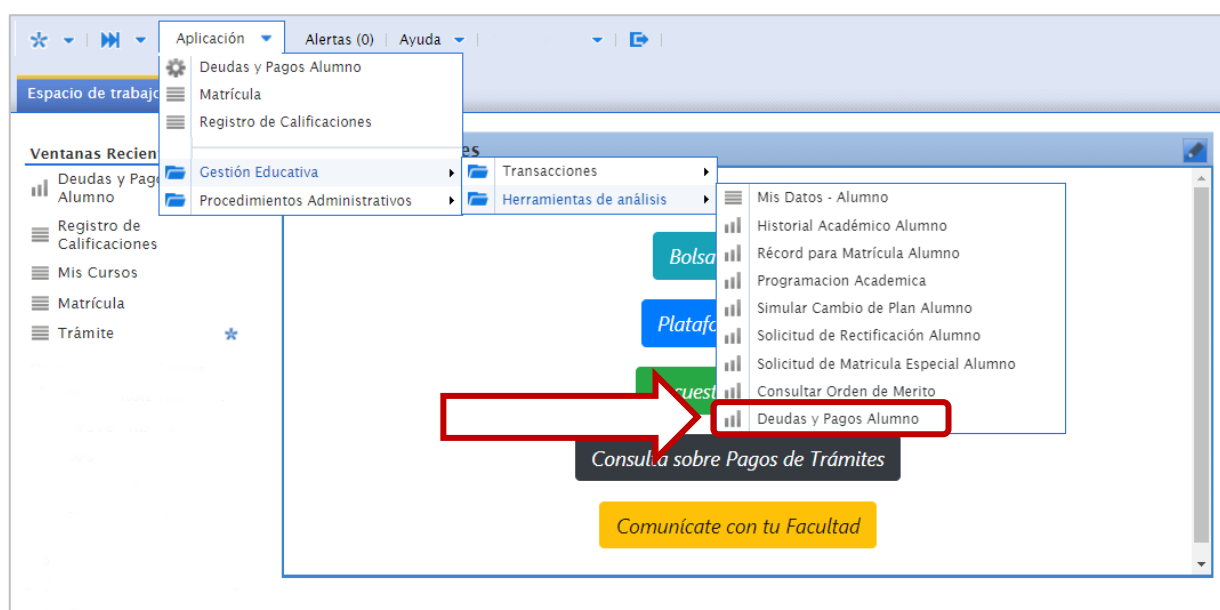 Aplicación
Alertas (0)
Ayuda
Deudas y Pagos Alumno
Matrícula
Registro de Calificaciones
Gestión Educativa
Procedimientos Administrativos
Transacciones
Herramientas de análisis
Mis Datos - Alumno
Historial Académico Alumno
Récord para Matrícula Alumno
Programacion Academica
Simular Cambio de Plan Alumno
Solicitud de Rectificación Alumno
Solicitud de Matricula Especial Alumno
Consultar Orden de Merito
Deudas y Pagos Alumno
Espacio de trabajo
Ventanas Recien
es
Deudas y Pago
Alumno
Registro de
Calificaciones
Mis Cursos
Matrícula
Trámite
Bolsa
Platafo
cuest
Consulta sobre Pagos de Trámites
Comunícate con tu Facultad